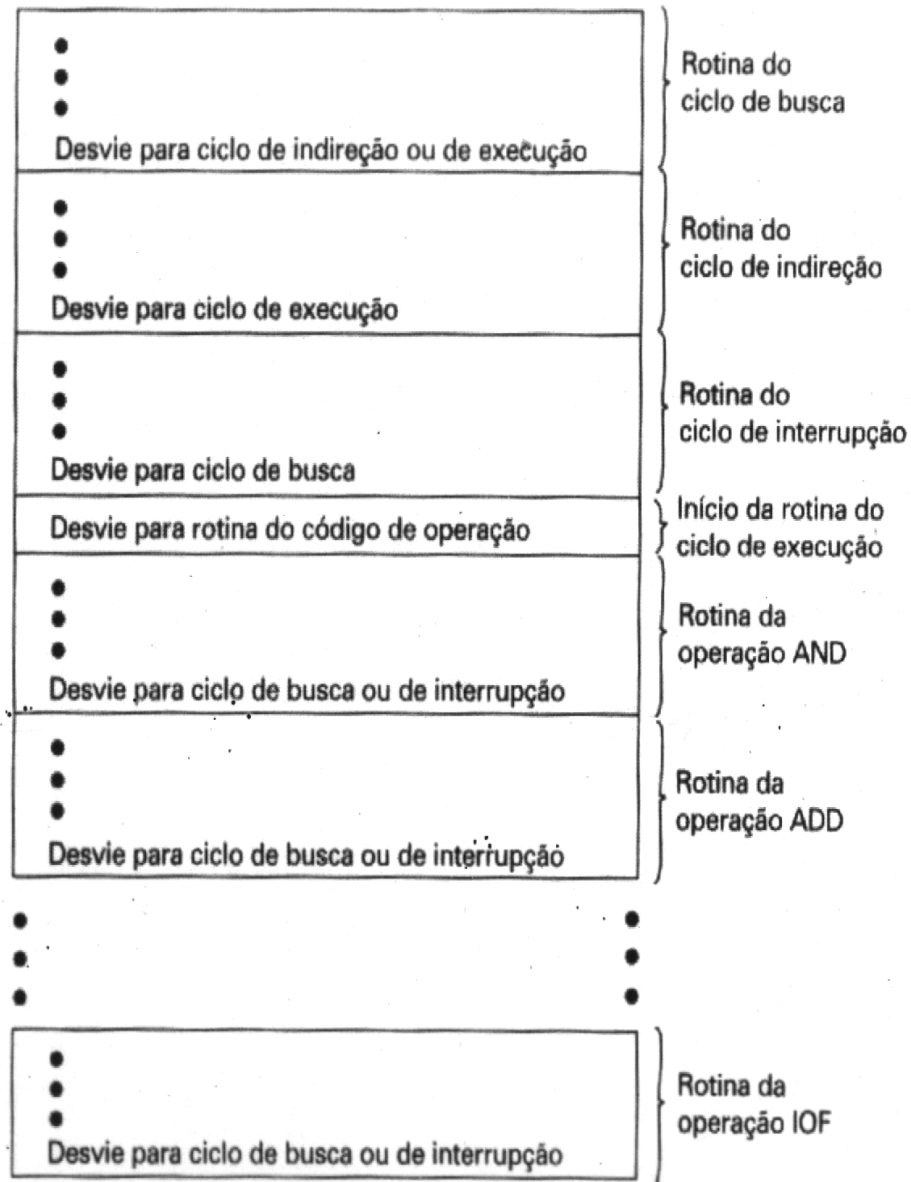 Rotina do
ciclo de busca
Desvie para ciclo de indireção ou de execução
Rotina do
ciclo de indireção
Desvie para ciclo de execução
Rotina do
ciclo de interrupção
Desvie para ciclo de busca
Desvie para rotina do código de operação
Início da rotina do
ciclo de execução
Rotina da
operação AND
Desvie para ciclo de busca ou de interrupção
Rotina da
operação ADD
Desvie para ciclo de busca ou de interrupção
Rotina da
operação IOF
Desvie para ciclo de busca ou de interrupção